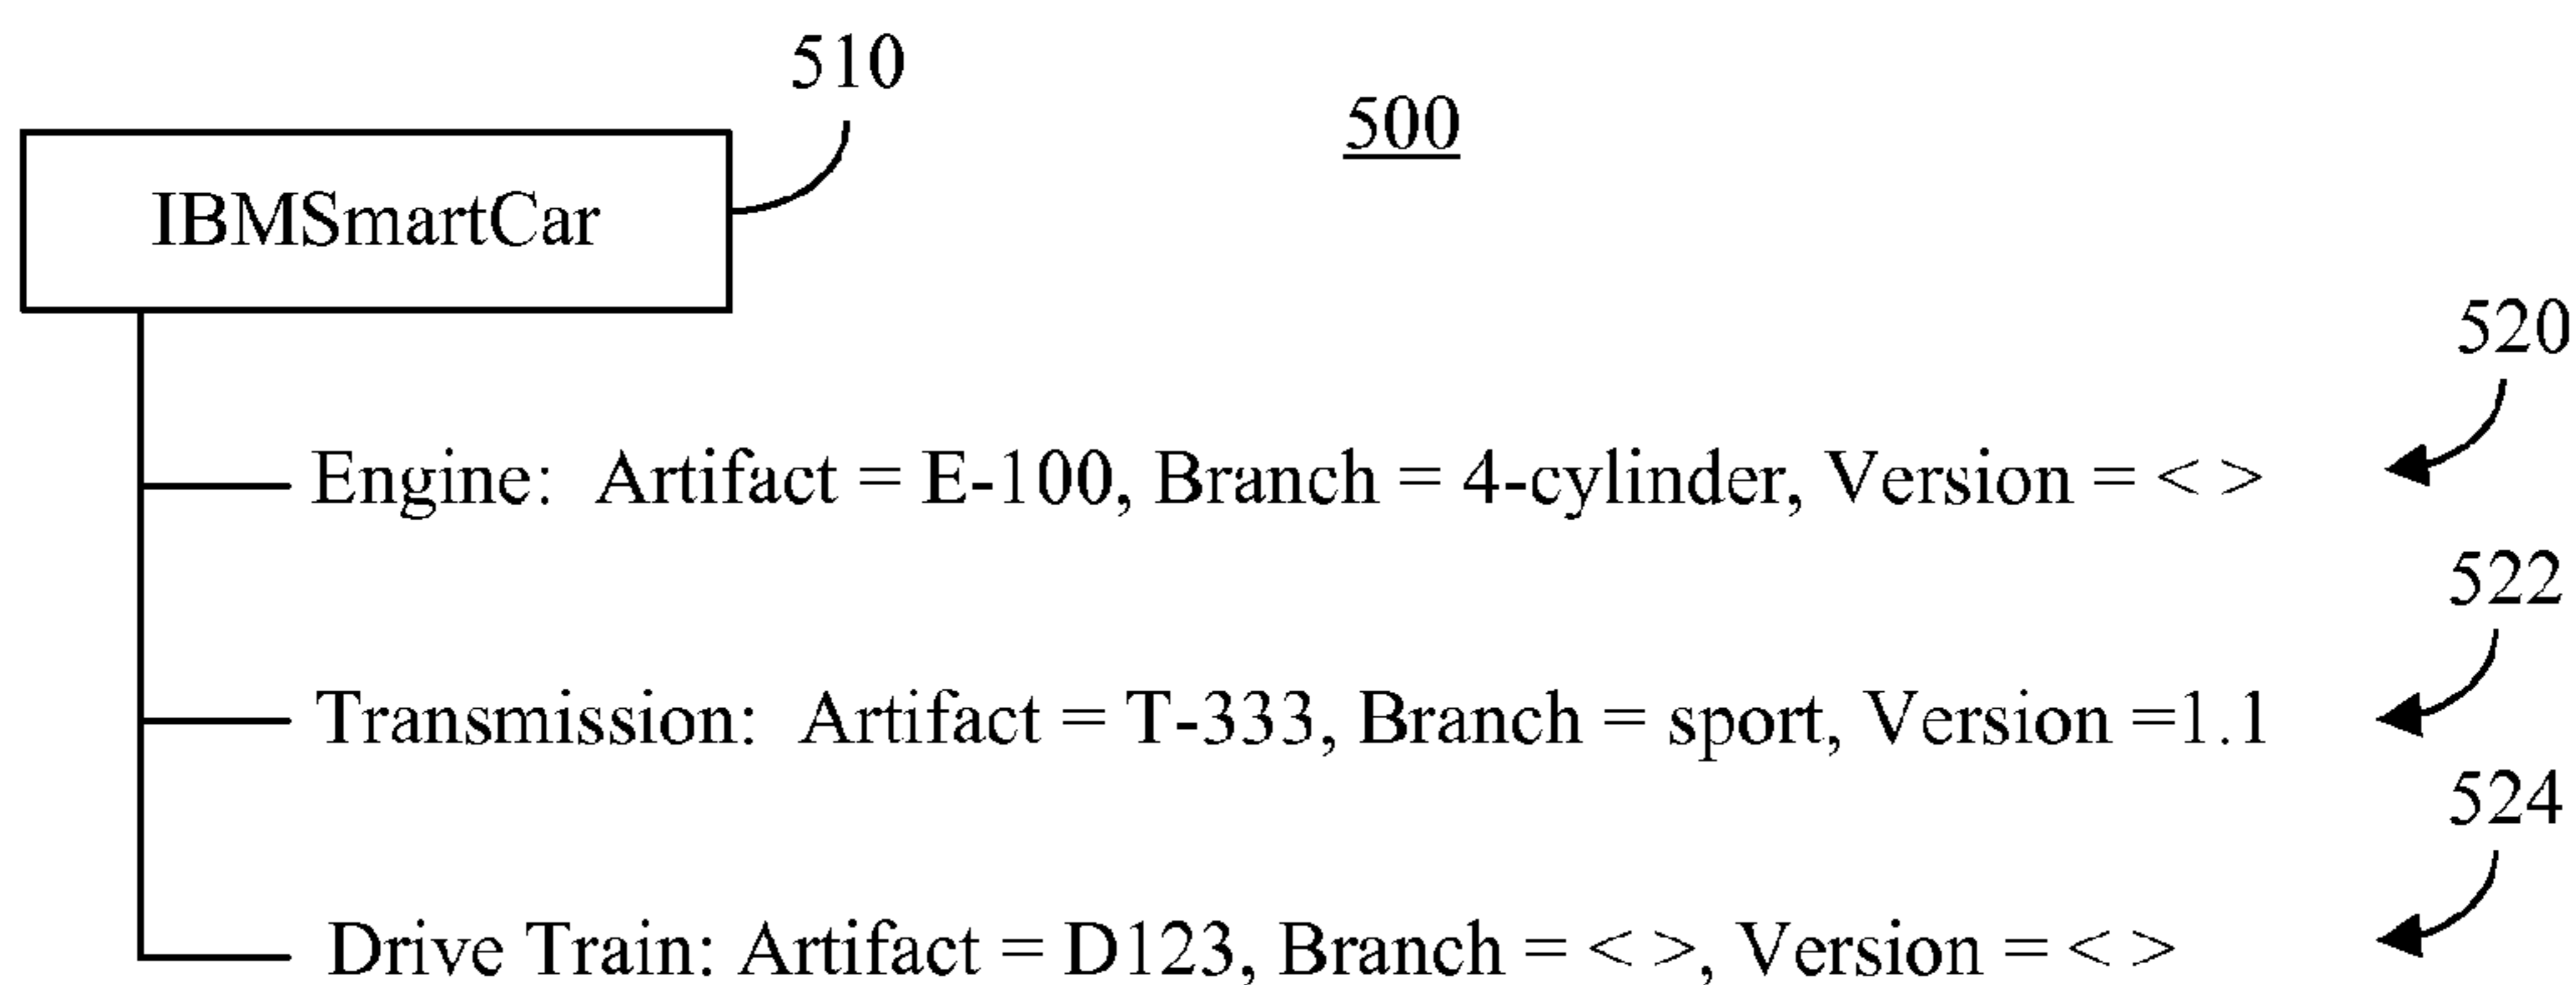 510
500
IBMSmartCar
520
Engine: Artifact = E-100, Branch = 4-cylinder, Version = < >
522
Transmission: Artifact = T-333, Branch = sport, Version =1.1
524
Drive Train: Artifact = D123, Branch = < >, Version = < >